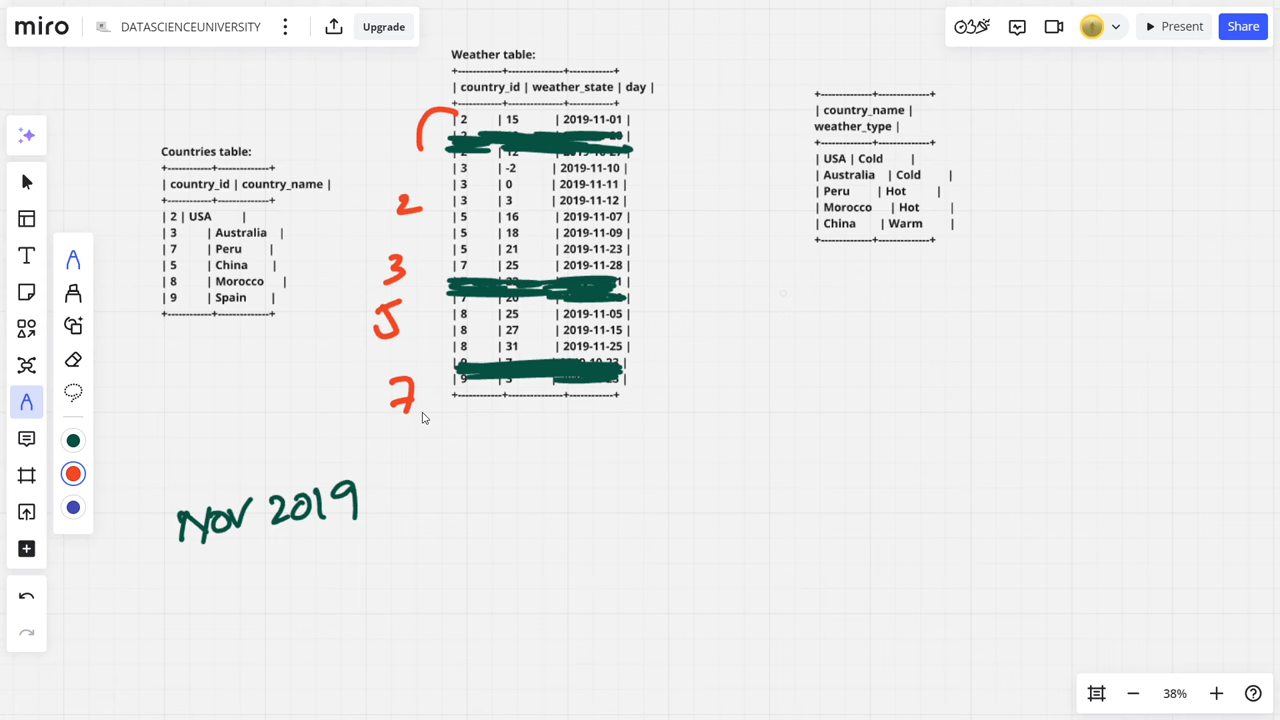 miro
DATASCIENCEUNIVERSITY
Upgrade
Present
Share
Weather table:
+-----------+--------------+------------+
| country_id | weather_state | day |
+-----------+--------------+------------+
| 2 | 15 | 2019-11-01 |
| 3 | -2 | 2019-11-10 |
| 3 | 0 | 2019-11-11 |
| 3 | 3 | 2019-11-12 |
| 5 | 16 | 2019-11-07 |
| 5 | 18 | 2019-11-09 |
| 5 | 21 | 2019-11-23 |
| 7 | 25 | 2019-11-28 |
| 8 | 25 | 2019-11-05 |
| 8 | 27 | 2019-11-15 |
| 8 | 31 | 2019-11-25 |
+-----------+--------------+------------+
Countries table:
+-----------+-------------+
| country_id | country_name |
+-----------+-------------+
| 2 | USA |
| 3 | Australia |
| 7 | Peru |
| 5 | China |
| 8 | Morocco |
| 9 | Spain |
+-----------+-------------+
+-------------+------------+
| country_name |
weather_type |
+-------------+------------+
| USA | Cold |
| Australia | Cold |
| Peru | Hot |
| Morocco | Hot |
| China | Warm |
+-------------+------------+
2
3
5
7
Nov 2019
38%